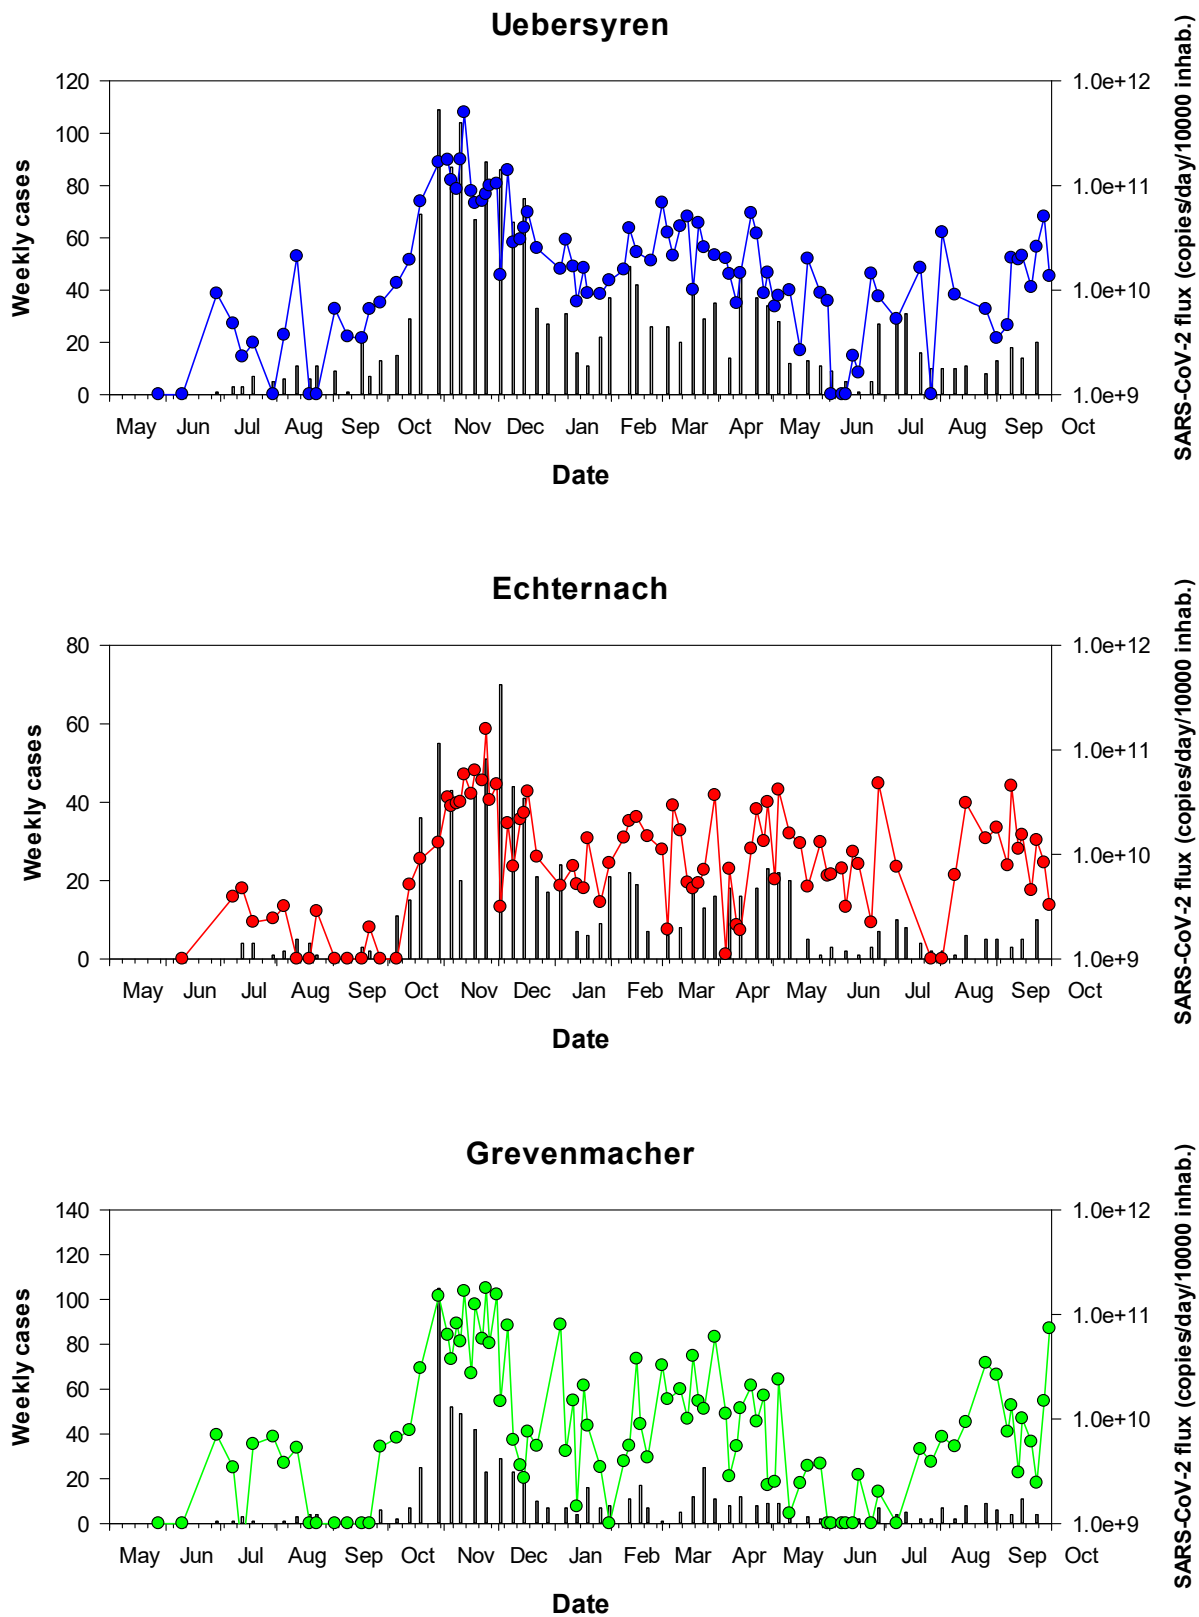 Uebersyren
Weekly cases
120
100
80
60
40
20
0
1.0e+12
1.0e+11
1.0e+10
1.0e+9
SARS-CoV-2 flux (copies/day/10000 inhab.)
May Jun Jul Aug Sep Oct Nov Dec Jan Feb Mar Apr May Jun Jul Aug Sep Oct
Date
Echternach
Weekly cases
80
60
40
20
0
1.0e+12
1.0e+11
1.0e+10
1.0e+9
SARS-CoV-2 flux (copies/day/10000 inhab.)
May Jun Jul Aug Sep Oct Nov Dec Jan Feb Mar Apr May Jun Jul Aug Sep Oct
Date
Grevenmacher
Weekly cases
140
120
100
80
60
40
20
0
1.0e+12
1.0e+11
1.0e+10
1.0e+9
SARS-CoV-2 flux (copies/day/10000 inhab.)
May Jun Jul Aug Sep Oct Nov Dec Jan Feb Mar Apr May Jun Jul Aug Sep Oct
Date